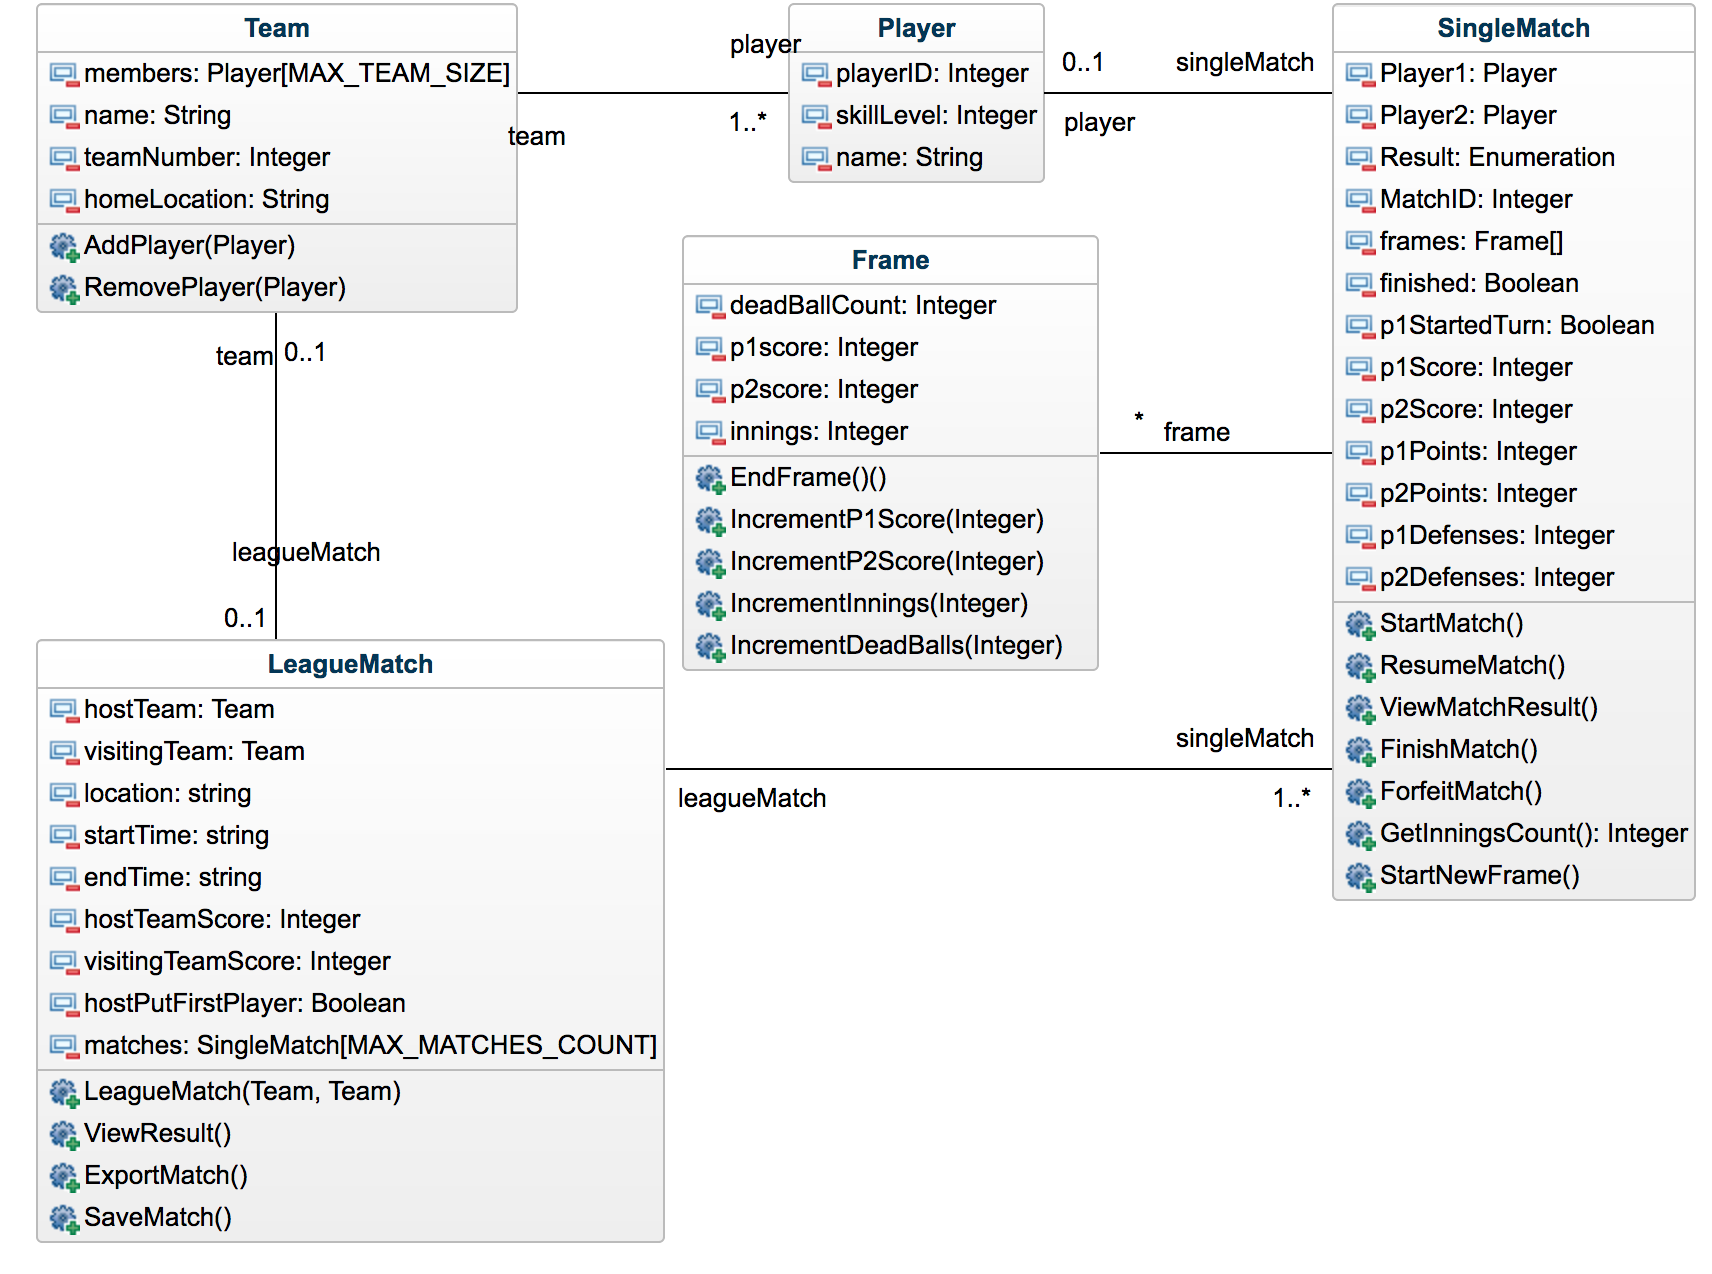 Team
members: Player[MAX_TEAM_SIZE]
name: String
teamNumber: Integer
homeLocation: String
AddPlayer(Player)
RemovePlayer(Player)
player
team
1..*
Player
playerID: Integer
skillLevel: Integer
name: String
0..1
singleMatch
player
SingleMatch
Player1: Player
Player2: Player
Result: Enumeration
MatchID: Integer
frames: Frame[]
finished: Boolean
p1StartedTurn: Boolean
p1Score: Integer
p2Score: Integer
p1Points: Integer
p2Points: Integer
p1Defenses: Integer
p2Defenses: Integer
StartMatch()
ResumeMatch()
ViewMatchResult()
FinishMatch()
ForfeitMatch()
GetInningsCount(): Integer
StartNewFrame()
Frame
deadBallCount: Integer
p1score: Integer
p2score: Integer
innings: Integer
EndFrame()()
IncrementP1Score(Integer)
IncrementP2Score(Integer)
IncrementInnings(Integer)
IncrementDeadBalls(Integer)
*
frame
team
0..1
leagueMatch
0..1
LeagueMatch
hostTeam: Team
visitingTeam: Team
location: string
startTime: string
endTime: string
hostTeamScore: Integer
visitingTeamScore: Integer
hostPutFirstPlayer: Boolean
matches: SingleMatch[MAX_MATCHES_COUNT]
LeagueMatch(Team, Team)
ViewResult()
ExportMatch()
SaveMatch()
singleMatch
leagueMatch
1..*